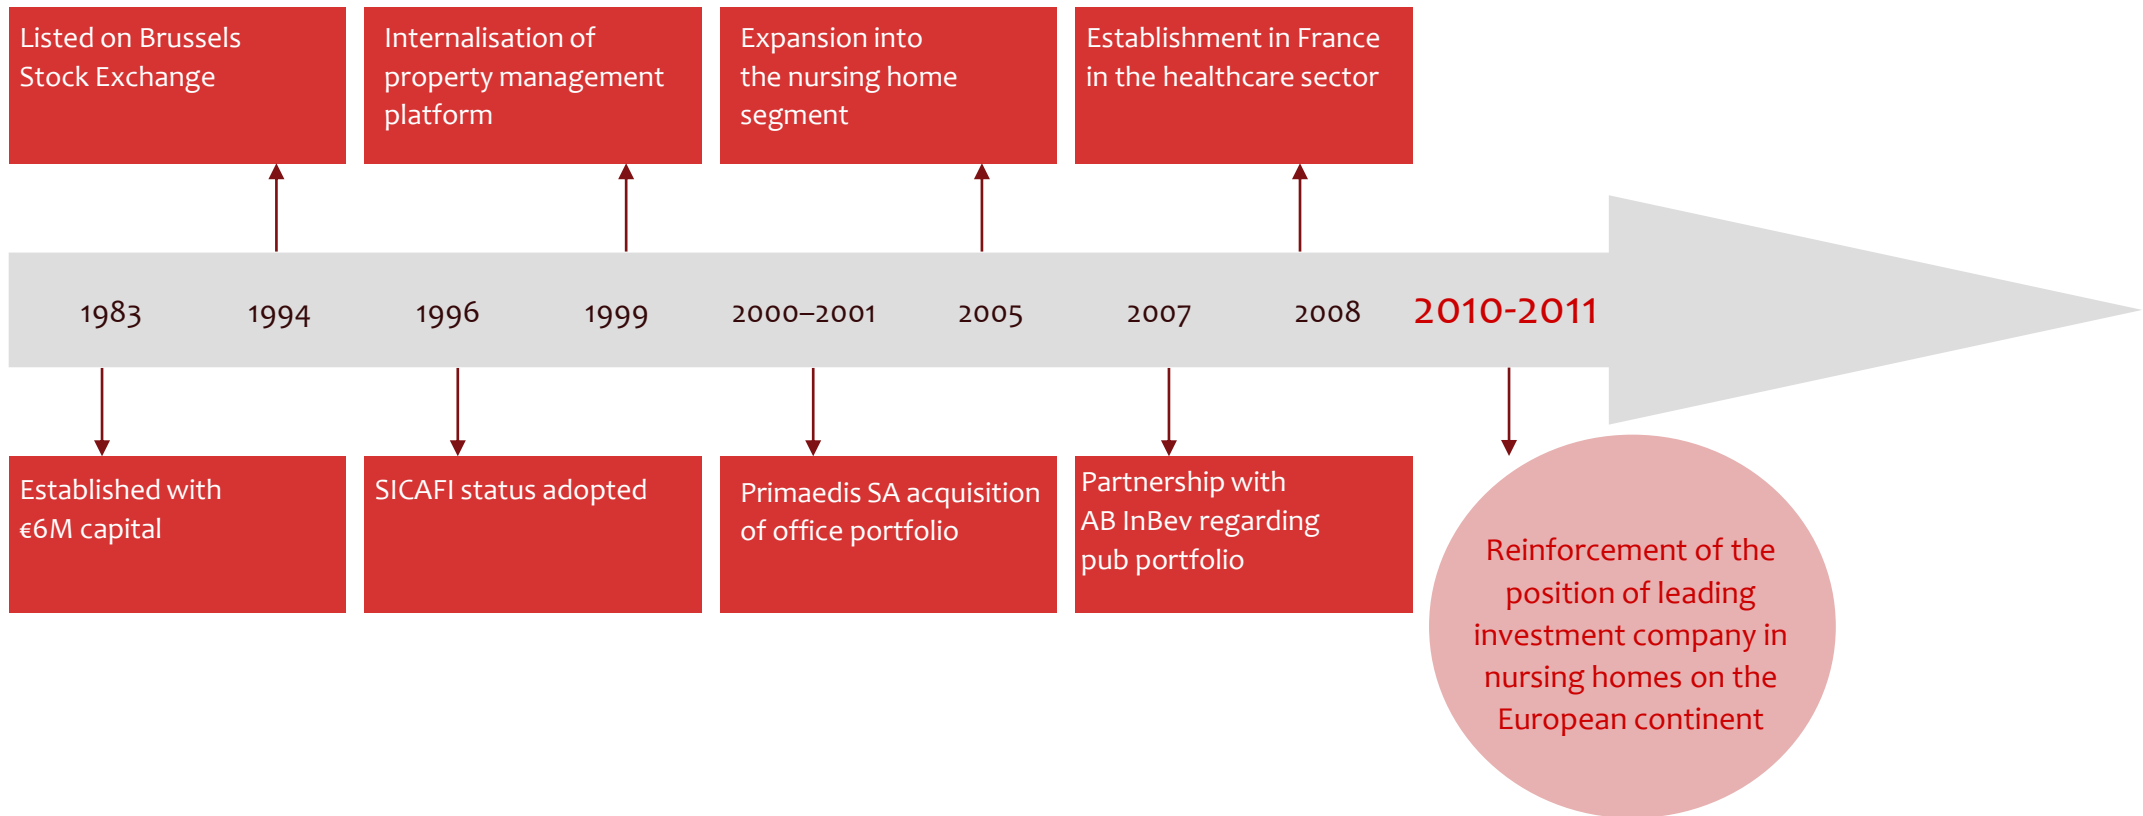 Listed on Brussels
Stock Exchange
Internalisation of
property management
platform
Expansion into
the nursing home
segment
Establishment in France
in the healthcare sector
1983
1994
1996
1999
2000–2001
2005
2007
2008
2010-2011
Established with
€6M capital
SICAFI status adopted
Primaedis SA acquisition
of office portfolio
Partnership with
AB InBev regarding
pub portfolio
Reinforcement of the
position of leading
investment company in
nursing homes on the
European continent